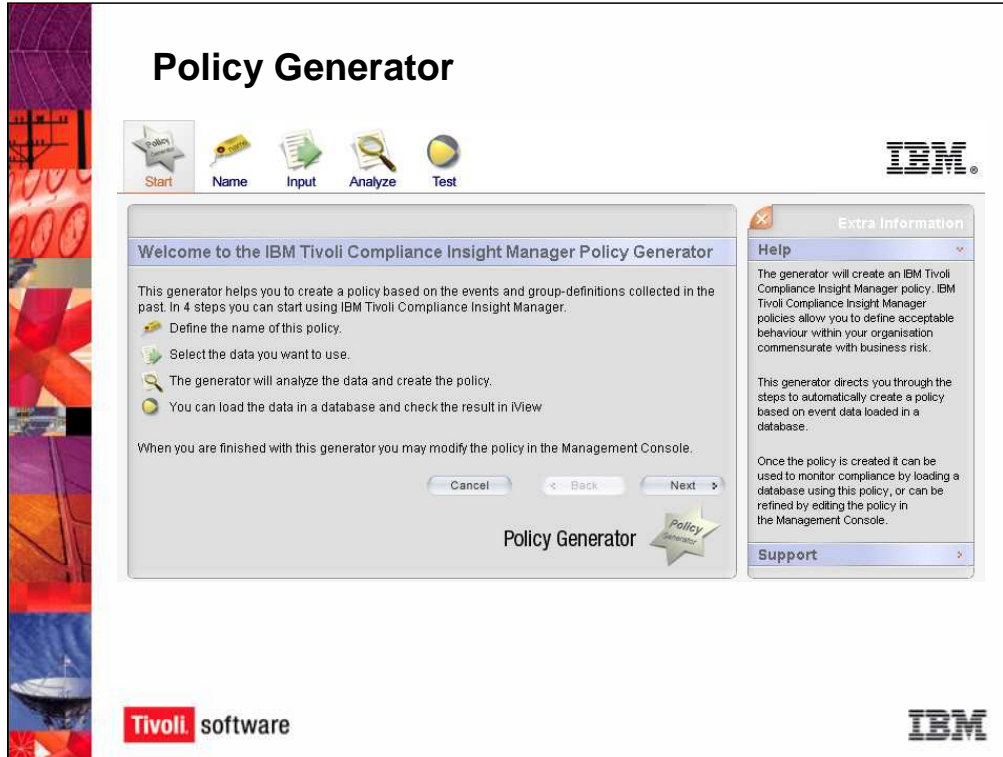 Policy Generator
Policy
Generator
Start
name
Name
Input
Analyze
Test
IBM®
Welcome to the IBM Tivoli Compliance Insight Manager Policy Generator
This generator helps you to create a policy based on the events and group-definitions collected in the
past. In 4 steps you can start using IBM Tivoli Compliance Insight Manager.
Define the name of this policy.
Select the data you want to use.
The generator will analyze the data and create the policy.
You can load the data in a database and check the result in iView
When you are finished with this generator you may modify the policy in the Management Console.
Cancel
Back
Next
Policy Generator
Policy
Generator
Extra Information
Help
The generator will create an IBM Tivoli
Compliance Insight Manager policy. IBM
Tivoli Compliance Insight Manager
policies allow you to define acceptable
behaviour within your organisation
commensurate with business risk.
This generator directs you through the
steps to automatically create a policy
based on event data loaded in a
database.
Once the policy is created it can be
used to monitor compliance by loading a
database using this policy, or can be
refined by editing the policy in
the Management Console.
Support
Tivoli. software
IBM